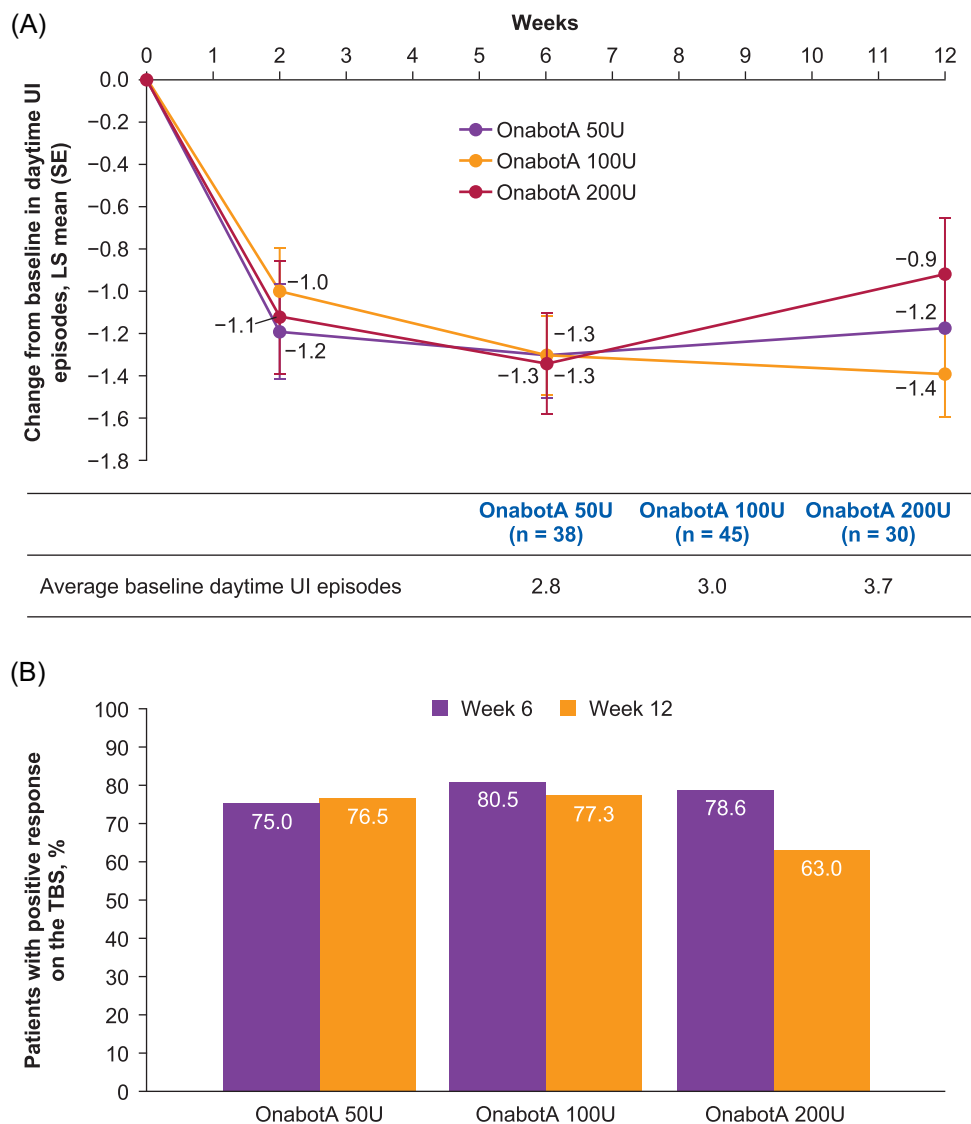 (A)
Weeks
0 1 2 3 4 5 6 7 8 9 10 11 12
Change from baseline in daytime UI
episodes, LS mean (SE)
0.0
−0.2
−0.4
−0.6
−0.8
−1.0
−1.2
−1.4
−1.6
−1.8
OnabotA 50U
OnabotA 100U
OnabotA 200U
−1.0
−1.1
−1.2
−1.3
−1.3 −1.3
−0.9
−1.2
−1.4
OnabotA 50U OnabotA 100U OnabotA 200U
(n = 38) (n = 45) (n = 30)
Average baseline daytime UI episodes 2.8 3.0 3.7
(B)
Patients with positive response
on the TBS, %
100
90
80
70
60
50
40
30
20
10
0
Week 6 Week 12
75.0 76.5 80.5 77.3 78.6 63.0
OnabotA 50U OnabotA 100U OnabotA 200U